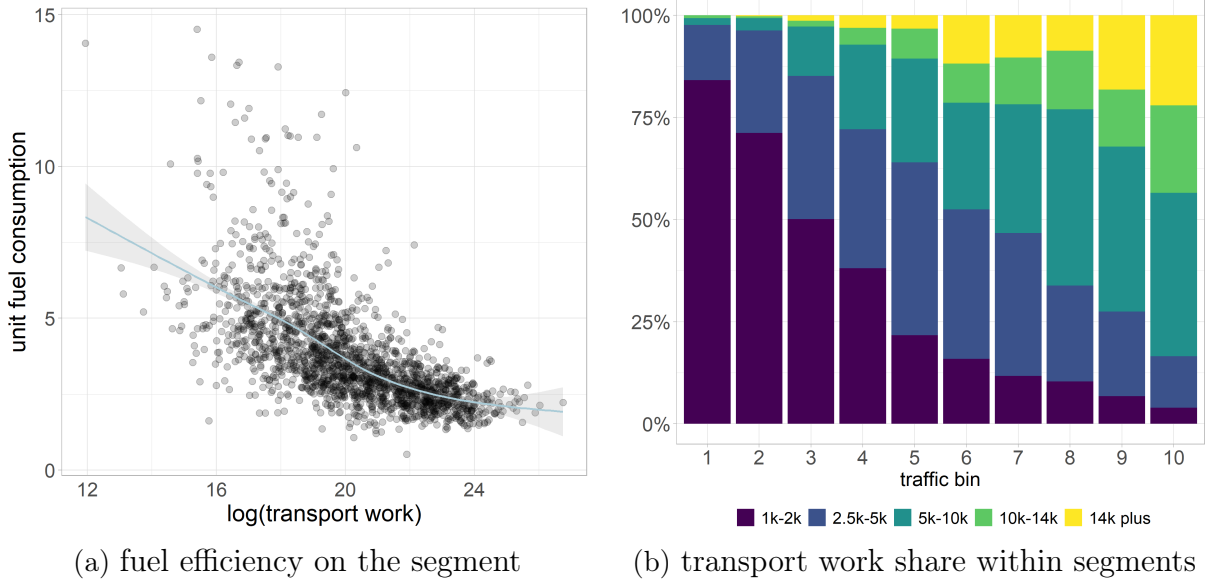 15
10
5
0
unit fuel consumption
12 16 20 24
log(transport work)
(a) fuel efficiency on the segment
100%
75%
50%
25%
0%
1 2 3 4 5 6 7 8 9 10
traffic bin
1k-2k 2.5k-5k 5k-10k 10k-14k 14k plus
(b) transport work share within segments